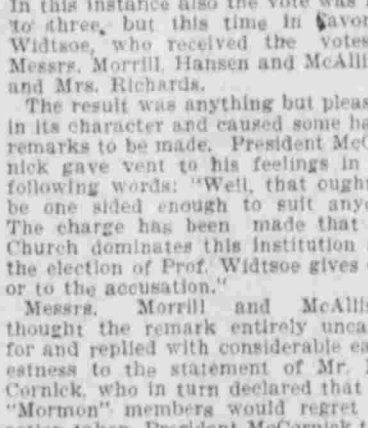 In this instance also the vote was
to three, but this time in favor
Widtsoe, who received the votes
Messrs. Morrill Hansen and McAlli
and Mrs. Richards.
The result was anything but pleas
in its character and caused some ha
remarks to be made. President McC
nick gave vent to his feelings in
following words: "Well, that ought
be one sided enough to suit anyo
The charge has been made that
Church dominates this institution
the election of Prof. Widtsoe gives
or to the accusation."
Messrs. Morrill and McAllis
thought the remark entirely unca
for and replied with considerable ea
estness to the statement of Mr.
Cornick, who in turn declared that
"Mormon" members would regret
taken. President McCornick t